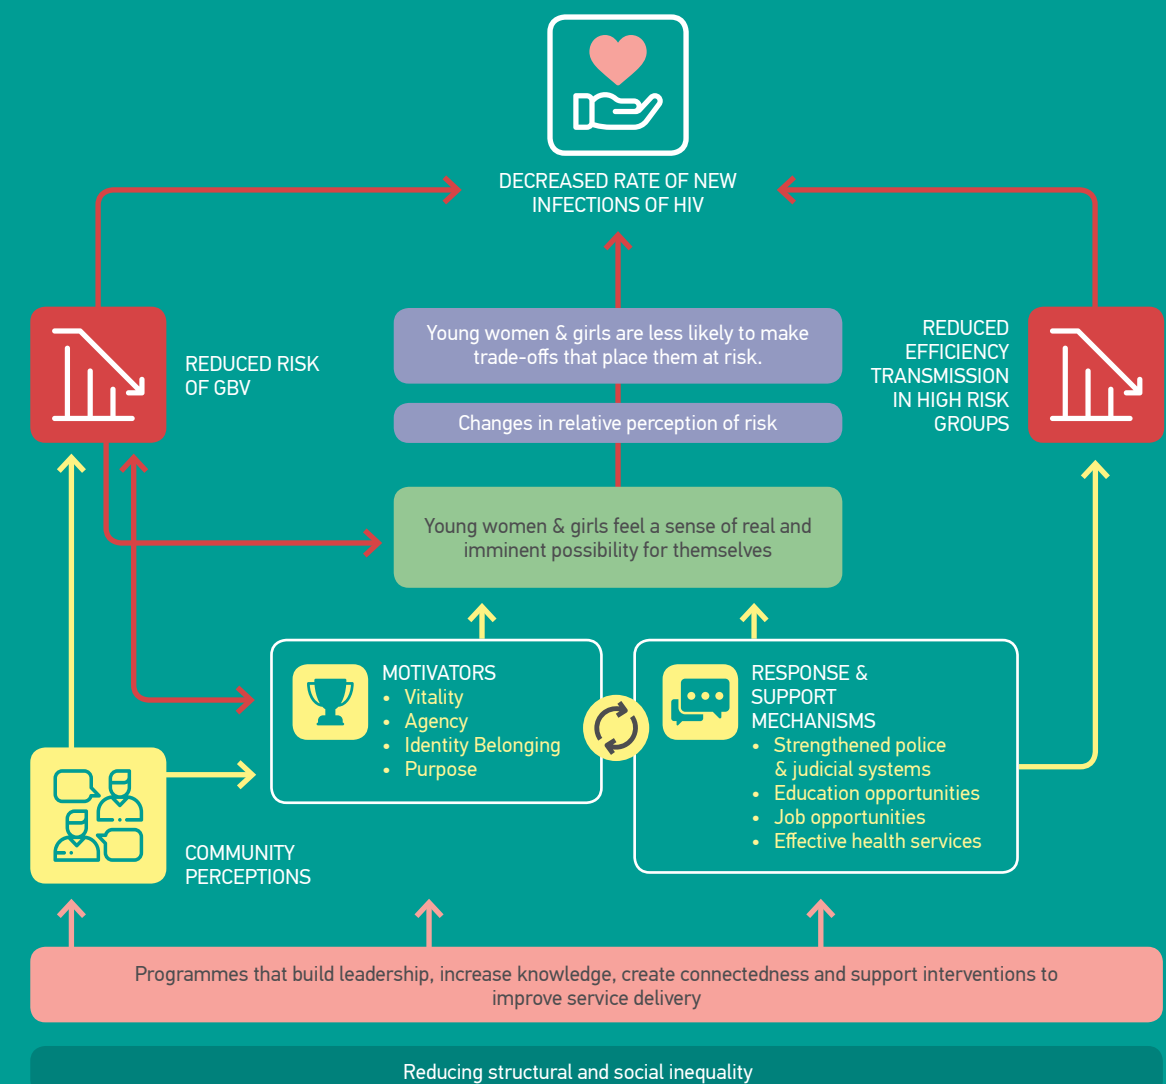 DECREASED RATE OF NEW
INFECTIONS OF HIV
REDUCED RISK
OF GBV
Young women & girls are less likely to make
trade-offs that place them at risk.
Changes in relative perception of risk
REDUCED
EFFICIENCY
TRANSMISSION
IN HIGH RISK
GROUPS
Young women & girls feel a sense of real and
imminent possibility for themselves
MOTIVATORS
• Vitality
• Agency
• Identity Belonging
• Purpose
RESPONSE &
SUPPORT
MECHANISMS
• Strengthened police
& judicial systems
• Education opportunities
• Job opportunities
• Effective health services
COMMUNITY
PERCEPTIONS
Programmes that build leadership, increase knowledge, create connectedness and support interventions to
improve service delivery
Reducing structural and social inequality